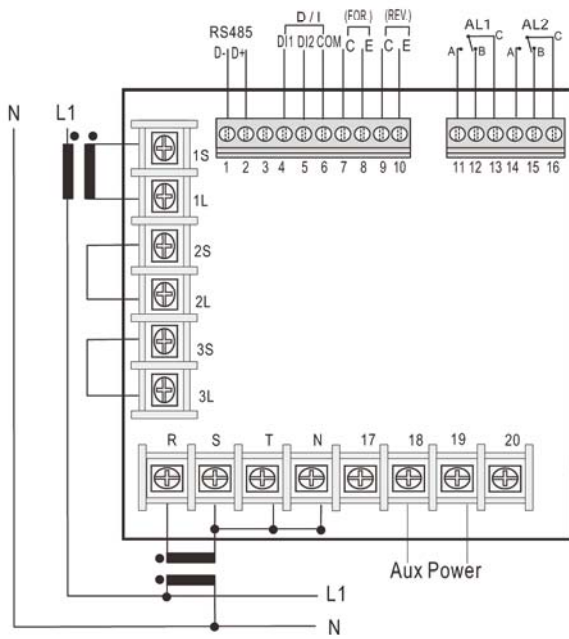 D / I (FOR.) (REV.) AL1 AL2
RS485
D- D+ DI1 DI2 COM C E C E A B C A B C
N L1
1 2 3 4 5 6 7 8 9 10 11 12 13 14 15 16
1S
1L
2S
2L
3S
3L
R S T N 17 18 19 20
Aux Power
L1
N